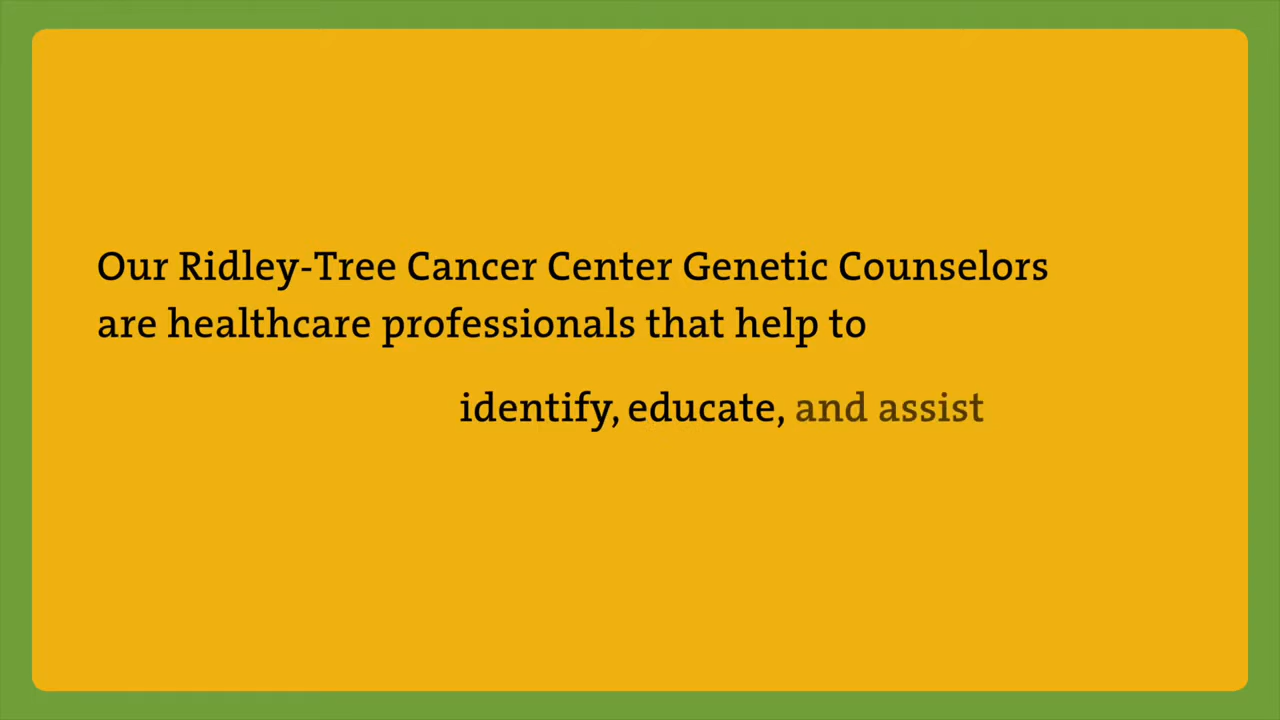 Our Ridley-Tree Cancer Center Genetic Counselors
are healthcare professionals that help to
identify, educate, and assist